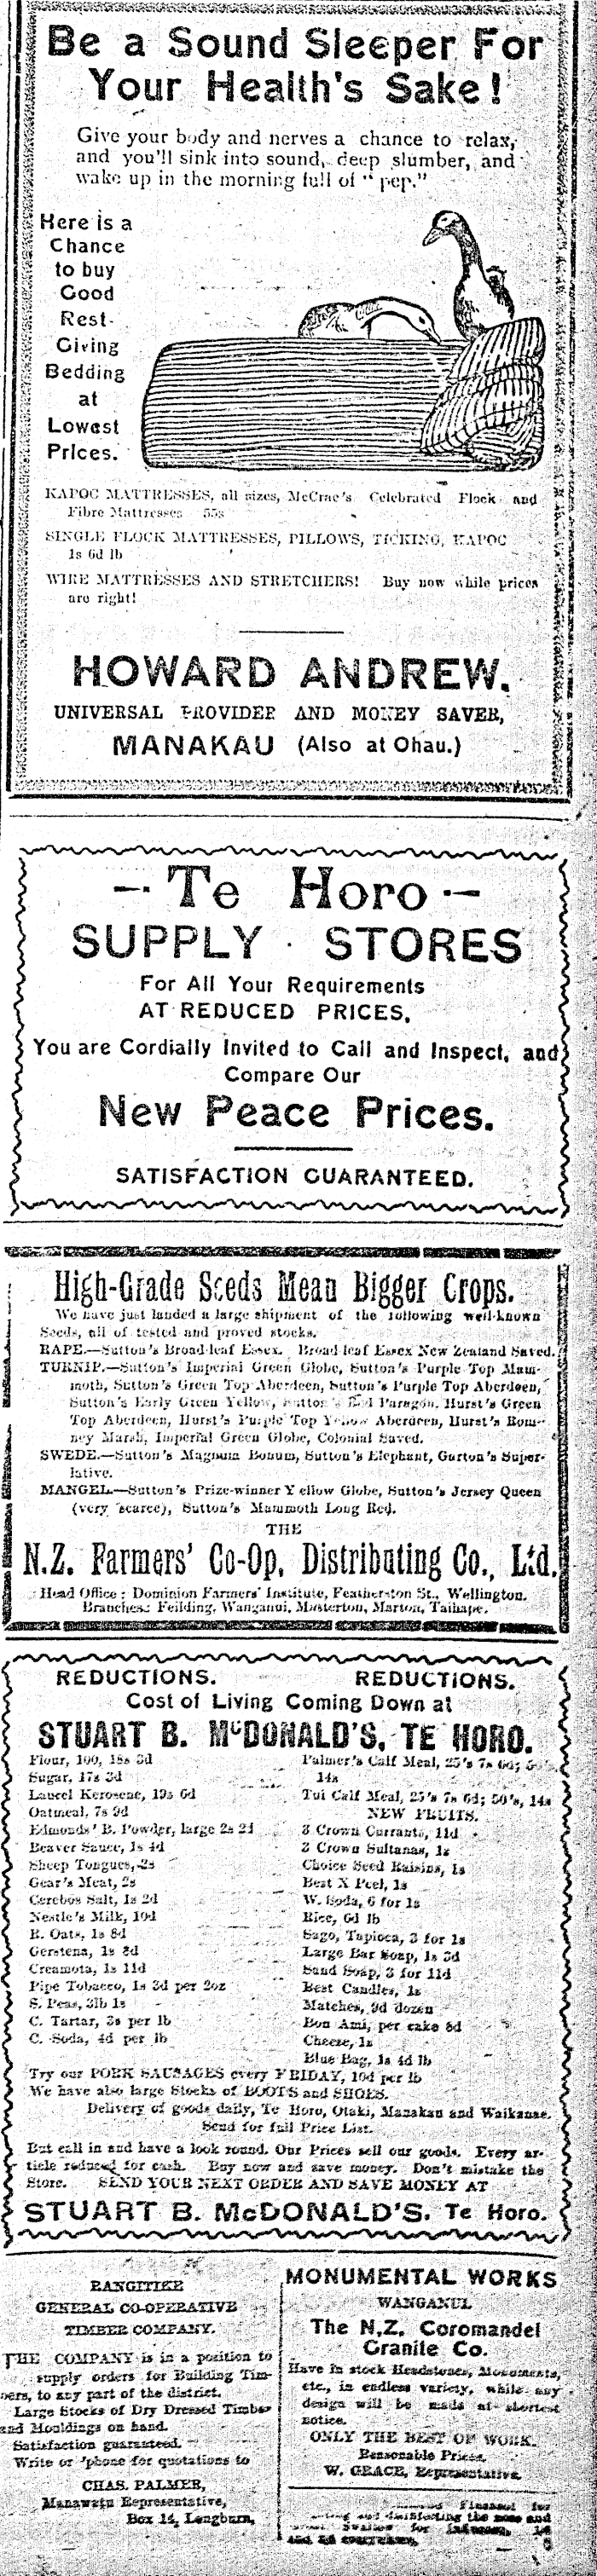 Be a Sound Sleeper For
Your Health's Sake!
Give your body and nerves a chance to relax,
and you'll sink into sound, deep slumber, and
wake up in the morning full of "pep."
Here is a
Chance
to buy
Good
Rest-
Giving
Bedding
at
Lowest
Prices.
KAPOC MATTRESSES, all sizes, McCrae's Celebrated Flock and
Fibre Mattresses 55s
SINGLE FLOCK MATTRESSES, PILLOWS, TICKING, KAPOC
1s 6d lb
WIRE MATTRESSES AND STRETCHERS! Buy now while prices
are right!
HOWARD ANDREW,
UNIVERSAL PROVIDER AND MONEY SAVER,
MANAKAU (Also at Ohau.)
Te Horo
SUPPLY STORES
For All Your Requirements
AT REDUCED PRICES,
You are Cordially Invited to Call and Inspect, and
Compare Our
New Peace Prices.
SATISFACTION GUARANTEED.
High-Grade Seeds Mean Bigger Crops.
We have just landed a large shipment of the following well-known
Seeds, all of tested and proved stocks.
RAPE.—Sutton's Broad-leaf Essex. Broad leaf Essex New Zealand Saved.
TURNIP.—Sutton's Imperial Green Globe, Sutton's Purple Top Mam-
moth, Sutton's Green Top Aberdeen, Sutton's Purple Top Aberdeen,
Sutton's Early Green Yellow, Sutton's Red Paragon, Hurst's Green
Top Aberdeen, Hurst's Purple Top Yellow Aberdeen, Hurst's Rom-
ney Marsh, Imperial Green Globe, Colonial Saved.
SWEDE.—Sutton's Magnum Bonum, Sutton's Elephant, Garton's Super-
lative.
MANGEL.—Sutton's Prize-winner Y ellow Globe, Sutton's Jersey Queen
(very scarce), Sutton's Mammoth Long Red.
THE
N.Z. Farmers' Co-Op. Distributing Co., Ltd.
Head Office: Dominion Farmers' Institute, Featherston St., Wellington.
Branches: Feilding, Wanganui, Masterton, Marton, Taihape.
REDUCTIONS. REDUCTIONS.
Cost of Living Coming Down at
STUART B. McDONALD'S, TE HORO.
Flour, 100, 18s 3d
Sugar, 17s 3d
Laurel Kerosene, 19s 6d
Oatmeal, 7s 9d
Edmonds' B. Powder, large 2s 2d
Beaver Sauce, 1s 4d
Sheep Tongues, 2s
Gear's Meat, 2s
Cerebos Salt, 1s 2d
Nestle's Milk, 10d
R. Oats, 1s 8d
Gerstena, 1s 2d
Creamota, 1s 11d
Pipe Tobacco, 1s 3d per 2oz
S. Peas, 3lb 1s
C. Tartar, 3s per lb
C. Soda, 4d per lb
Palmer's Calf Meal, 25's 7s 6d; 50's,
14s
Tui Calf Meal, 25's 7s 6d; 50's, 14s
NEW FRUITS.
3 Crown Currants, 11d
3 Crown Sultanas, 1s
Choice Seed Raisins, 1s
Best X Peel, 1s
W. Soda, 6 for 1s
Rice, 6d lb
Sago, Tapioca, 3 for 1s
Large Bar Soap, 1s 3d
Sand Soap, 3 for 11d
Best Candles, 1s
Matches, 9d dozen
Bon Ami, per cake 8d
Cheese, 1s
Blue Bag, 1s 4d lb
Try our PORK SAUSAGES every FRIDAY, 10d per lb
We have also large Stocks of BOOTS and SHOES.
Delivery of goods daily, Te Horo, Otaki, Manakau and Waikanae.
Send for full Price List.
But call in and have a look round. Our Prices sell our goods. Every ar-
ticle reduced for cash. Buy now and save money. Don't mistake the
Store. SEND YOUR NEXT ORDER AND SAVE MONEY AT
STUART B. McDONALD'S. Te Horo.
RANGITIKEI
GENERAL CO-OPERATIVE
TIMBER COMPANY.
THE COMPANY is in a position to
supply orders for Building Tim-
bers, to any part of the district.
Large Stocks of Dry Dressed Timber
and Mouldings on hand.
Satisfaction guaranteed.
Write or 'phone for quotations to
CHAS. PALMER,
Manawatu Representative,
Box 14, Longburn,
MONUMENTAL WORKS
WANGANUI.
The N.Z. Coromandel
Granite Co.
Have in stock Headstones, Monuments,
etc., in endless variety, while any
design will be made at shortest
notice.
ONLY THE BEST OF WORK.
Reasonable Prices.
W. GRACE, Representative.
for
and disinfecting the nose and
for
and